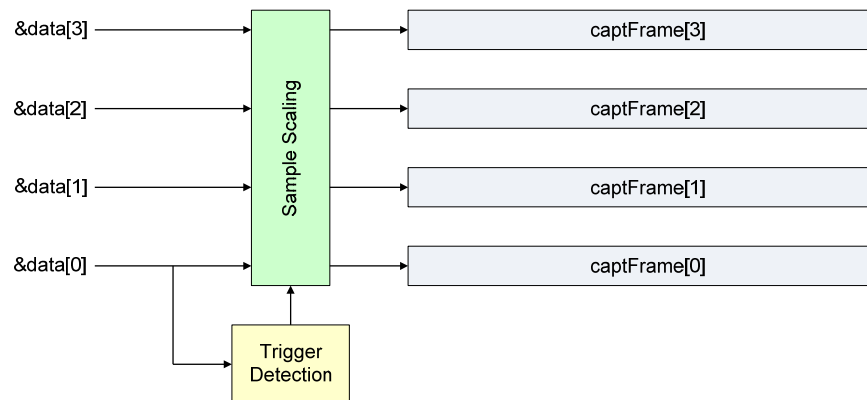 &data[3]
captFrame[3]
&data[2]
captFrame[2]
Sample Scaling
&data[1]
captFrame[1]
&data[0]
captFrame[0]
Trigger
Detection